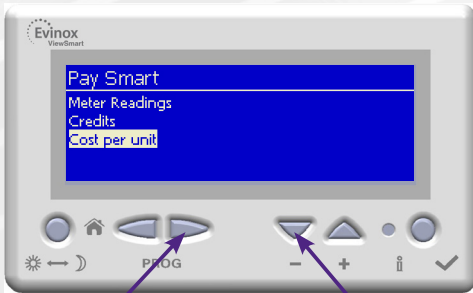 Evinox
ViewSmart
Pay Smart
Meter Readings
Credits
Cost per unit
PROG
- +
i